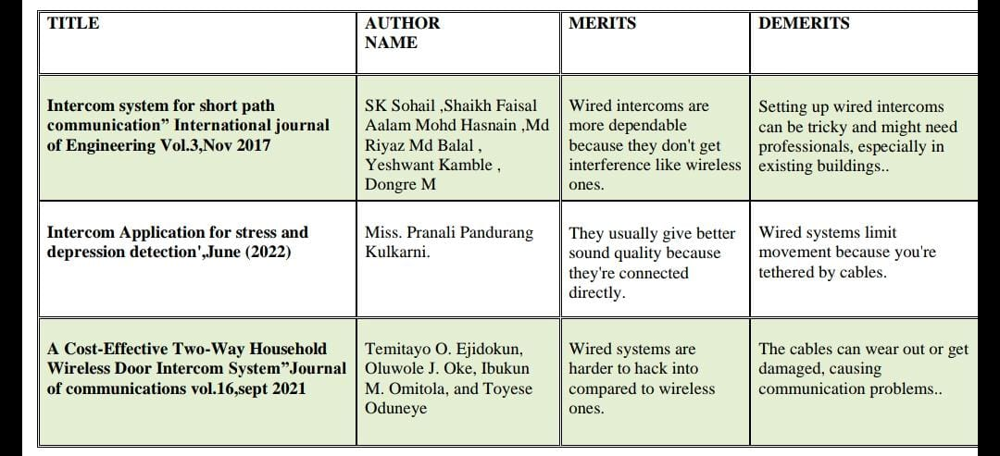 TITLE
AUTHOR
NAME
MERITS
DEMERITS
Intercom system for short path
communication” International journal
of Engineering Vol.3,Nov 2017
SK Sohail ,Shaikh Faisal
Aalam Mohd Hasnain ,Md
Riyaz Md Balal ,
Yeshwant Kamble ,
Dongre M
Wired intercoms are
more dependable
because they don't get
interference like wireless
ones.
Setting up wired intercoms
can be tricky and might need
professionals, especially in
existing buildings..
Intercom Application for stress and
depression detection',June (2022)
Miss. Pranali Pandurang
Kulkarni.
They usually give better
sound quality because
they're connected
directly.
Wired systems limit
movement because you're
tethered by cables.
A Cost-Effective Two-Way Household
Wireless Door Intercom System”Journal
of communications vol.16,sept 2021
Temitayo O. Ejidokun,
Oluwole J. Oke, Ibukun
M. Omitola, and Toyese
Oduneye
Wired systems are
harder to hack into
compared to wireless
ones.
The cables can wear out or get
damaged, causing
communication problems..